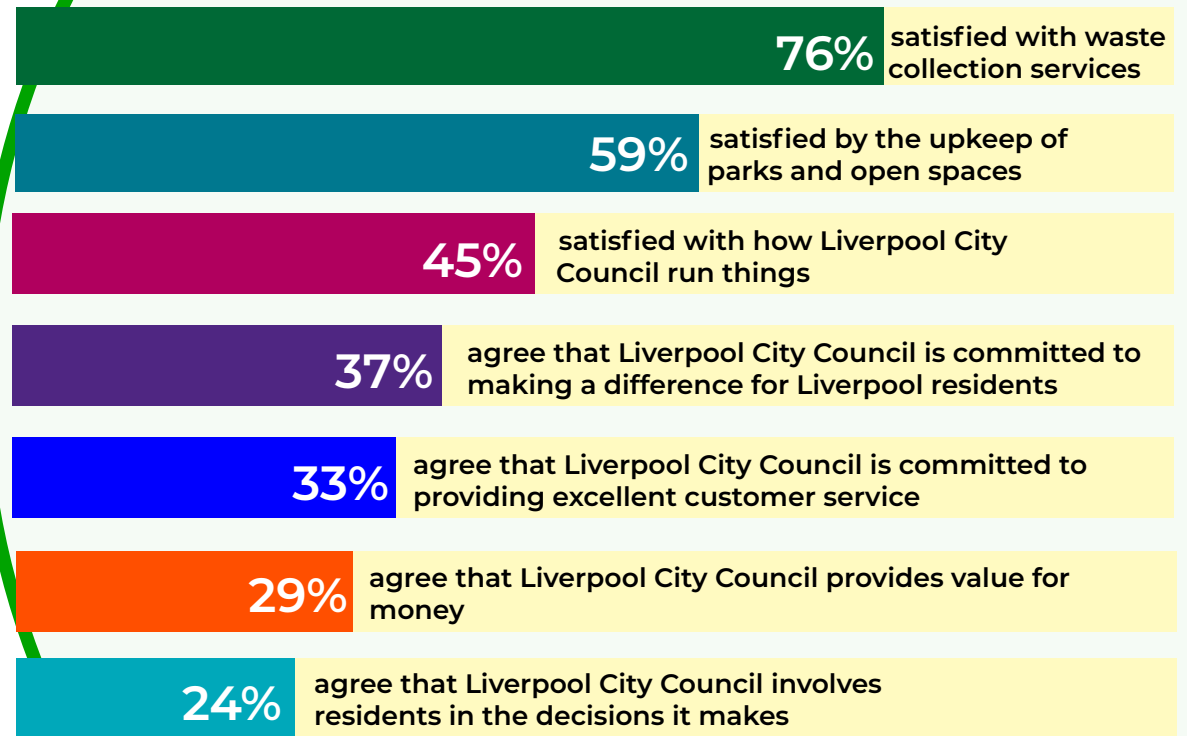 76%
satisfied with waste
collection services
59%
satisfied by the upkeep of
parks and open spaces
45%
satisfied with how Liverpool City
Council run things
37%
agree that Liverpool City Council is committed to
making a difference for Liverpool residents
33%
agree that Liverpool City Council is committed to
providing excellent customer service
29%
agree that Liverpool City Council provides value for
money
24%
agree that Liverpool City Council involves
residents in the decisions it makes